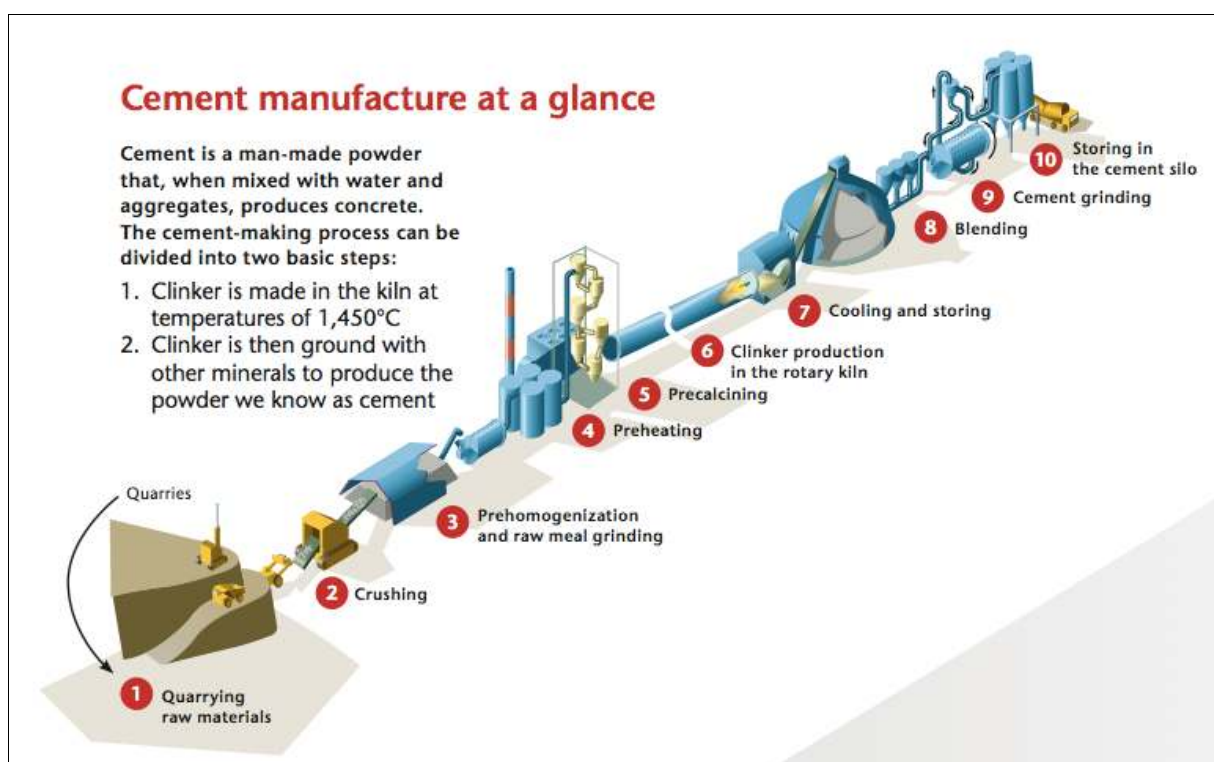 Cement manufacture at a glance
Cement is a man-made powder
that, when mixed with water and
aggregates, produces concrete.
The cement-making process can be
divided into two basic steps:
1. Clinker is made in the kiln at
temperatures of 1,450°C
2. Clinker is then ground with
other minerals to produce the
powder we know as cement
Quarries
1 Quarrying
raw materials
2 Crushing
3 Prehomogenization
and raw meal grinding
4 Preheating
5 Precalcining
6 Clinker production
in the rotary kiln
7 Cooling and storing
8 Blending
9 Cement grinding
10 Storing in
the cement silo